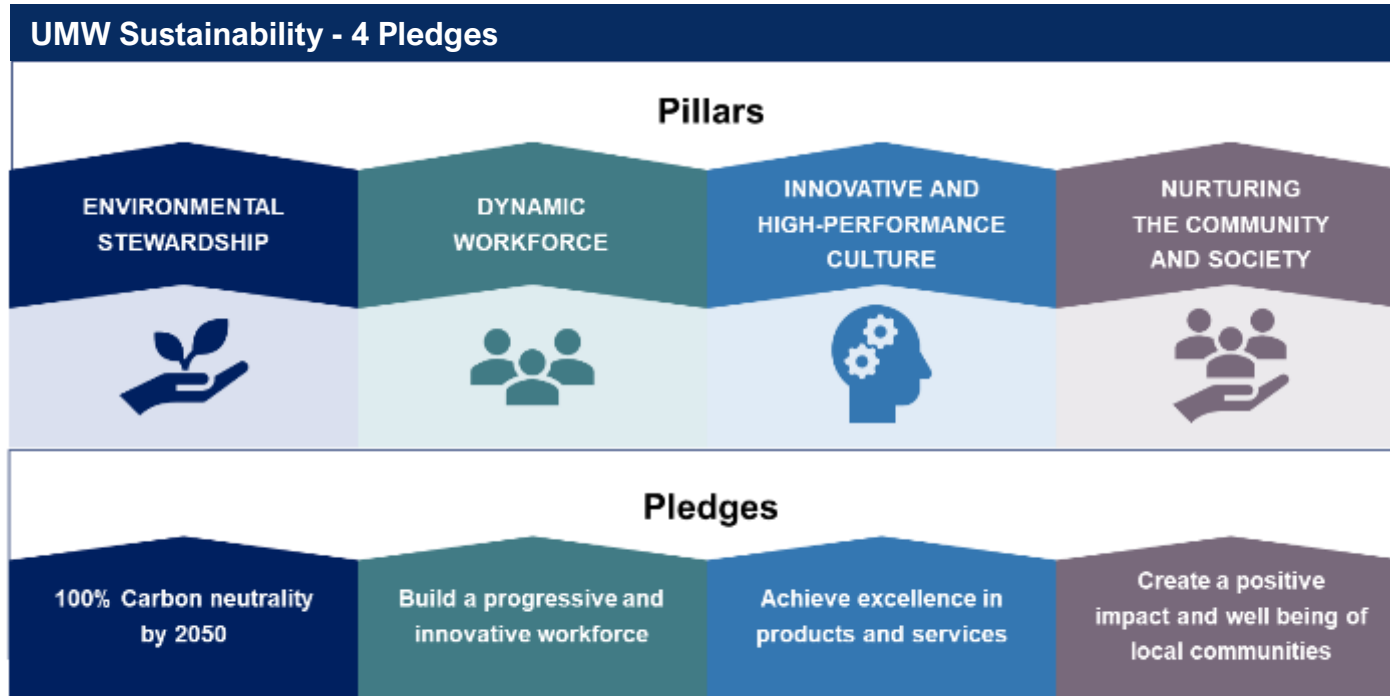 UMW Sustainability - 4 Pledges
Pillars
ENVIRONMENTAL
STEWARDSHIP
DYNAMIC
WORKFORCE
INNOVATIVE AND
HIGH-PERFORMANCE
CULTURE
NURTURING
THE COMMUNITY
AND SOCIETY
Pledges
100% Carbon neutrality
by 2050
Build a progressive and
innovative workforce
Achieve excellence in
products and services
Create a positive
impact and well being of
local communities